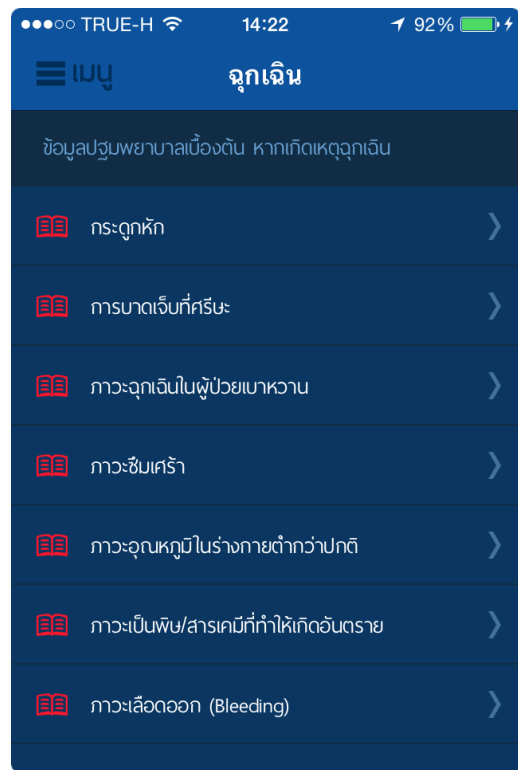 TRUE-H 14:22 92%
เมนู ฉุกเฉิน
ข้อมูลปฐมพยาบาลเบื้องต้น หากเกิดเหตุฉุกเฉิน
กระดูกหัก
การบาดเจ็บที่ศรีษะ
ภาวะฉุกเฉินในผู้ป่วยเบาหวาน
ภาวะซึมเศร้า
ภาวะอุณหภูมิในร่างกายต่ำกว่าปกติ
ภาวะเป็นพิษ/สารเคมีที่ทำให้เกิดอันตราย
ภาวะเลือดออก (Bleeding)